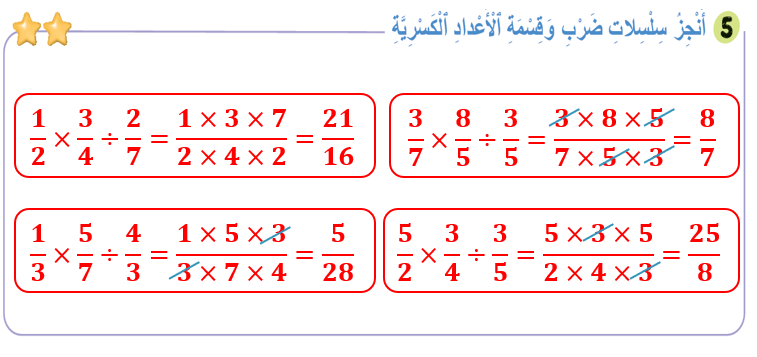 5 أُنْجِزُ سِلْسِلاتِ ضَرْبِ وَقِسْمَةِ ٱلْأَعْدادِ ٱلْكَسْرِيَّةِ
3/7 × 8/5 ÷ 3/5 = (3 × 8 × 5)/(7 × 5 × 3) = 8/7
1/2 × 3/4 ÷ 2/7 = (1 × 3 × 7)/(2 × 4 × 2) = 21/16
5/2 × 3/4 ÷ 3/5 = (5 × 3 × 5)/(2 × 4 × 3) = 25/8
1/3 × 5/7 ÷ 4/3 = (1 × 5 × 3)/(3 × 7 × 4) = 5/28